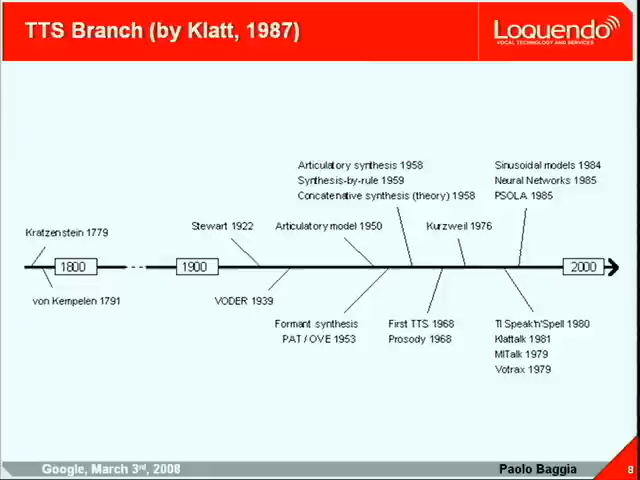 TTS Branch (by Klatt, 1987)
Loquendo
VOCAL TECHNOLOGY AND SERVICES
Articulatory synthesis 1958
Synthesis-by-rule 1959
Concatenative synthesis (theory) 1958
Sinusoidal models 1984
Neural Networks 1985
PSOLA 1985
Kratzenstein 1779
Stewart 1922
Articulatory model 1950
Kurzweil 1976
1800
1900
2000
von Kempelen 1791
VODER 1939
Formant synthesis
PAT / OVE 1953
First TTS 1968
Prosody 1968
TI Speak'n'Spell 1980
Klattalk 1981
MITalk 1979
Votrax 1979
Google, March 3rd, 2008
Paolo Baggia
8